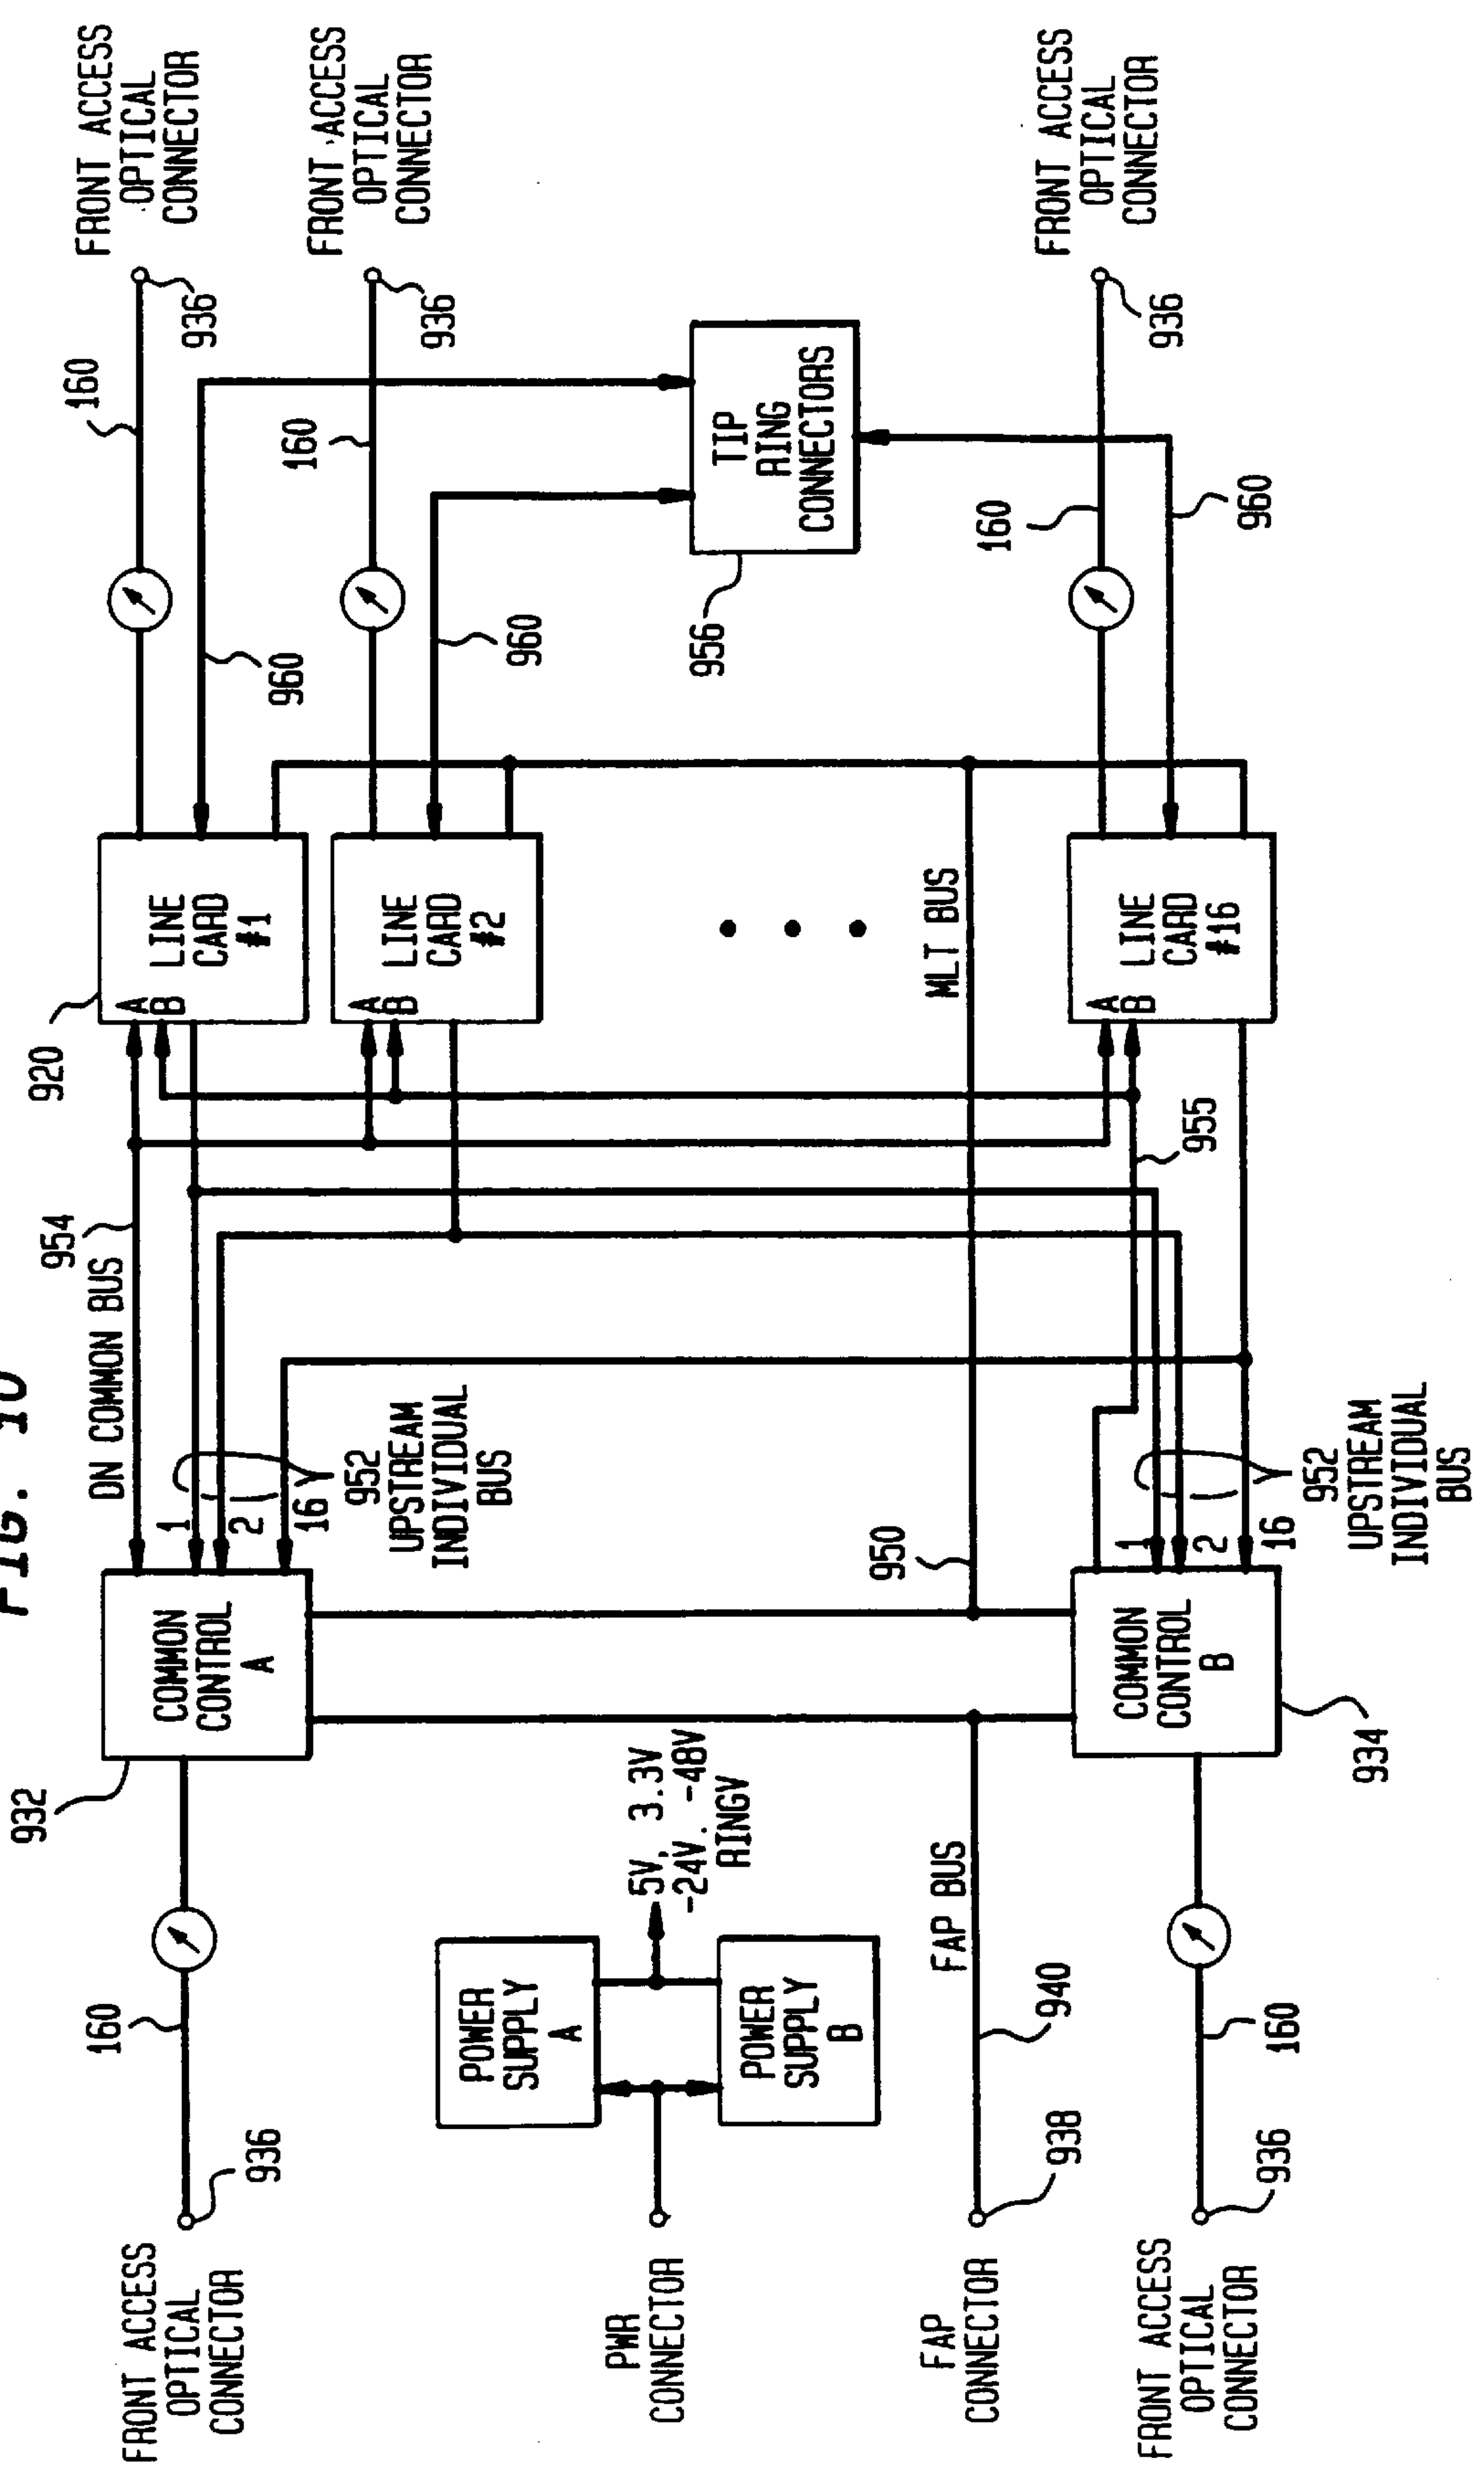 FIG. 10
FRONT ACCESS
OPTICAL
CONNECTOR
936
160
932
COMMON
CONTROL
A
DN COMMON BUS
954
1
2
16
952
UPSTREAM
INDIVIDUAL
BUS
920
A
B
LINE
CARD
#1
160
936
FRONT ACCESS
OPTICAL
CONNECTOR
960
A
B
LINE
CARD
#2
160
936
FRONT ACCESS
OPTICAL
CONNECTOR
960
PWR
CONNECTOR
POWER
SUPPLY
A
POWER
SUPPLY
B
5V, 3.3V
-24V. -48V
RINGV
956
TIP
RING
CONNECTORS
FAP
CONNECTOR
938
FAP BUS
940
950
MLT BUS
FRONT ACCESS
OPTICAL
CONNECTOR
936
160
934
COMMON
CONTROL
B
1
2
16
952
UPSTREAM
INDIVIDUAL
BUS
955
A
B
LINE
CARD
#16
160
960
936
FRONT ACCESS
OPTICAL
CONNECTOR